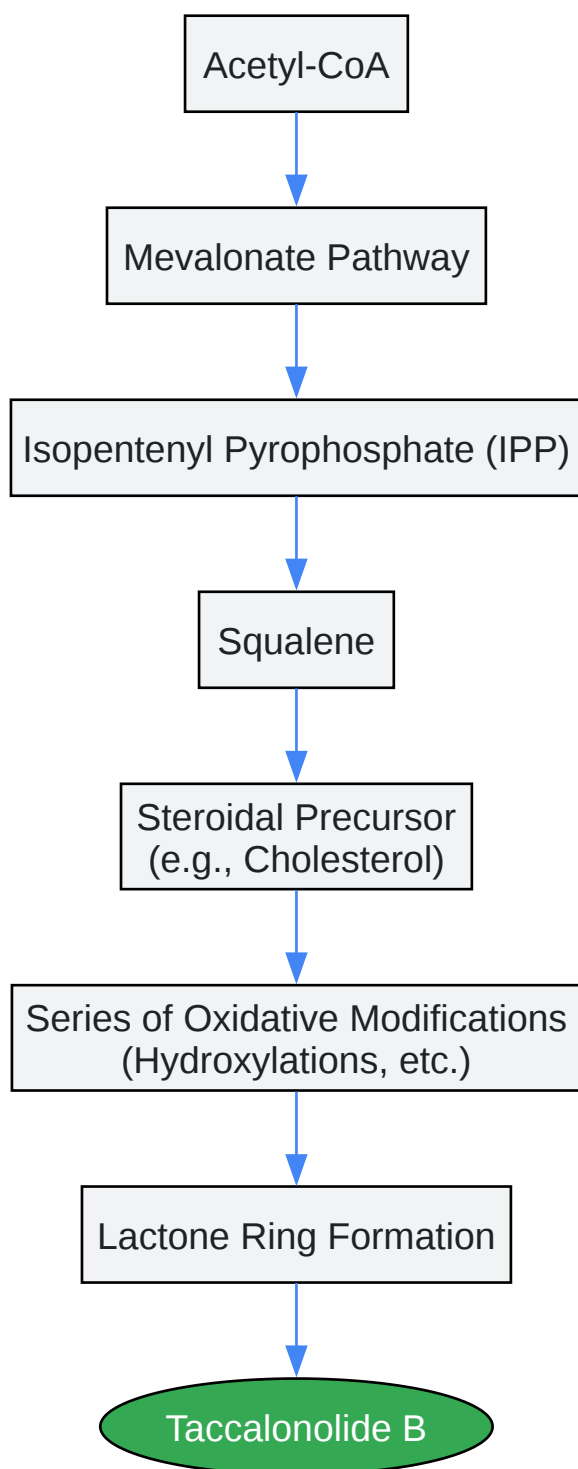 Acetyl-CoA
Mevalonate Pathway
Isopentenyl Pyrophosphate (IPP)
Squalene
Steroidal Precursor
(e.g., Cholesterol)
Series of Oxidative Modifications
(Hydroxylations, etc.)
Lactone Ring Formation
Taccalonolide B